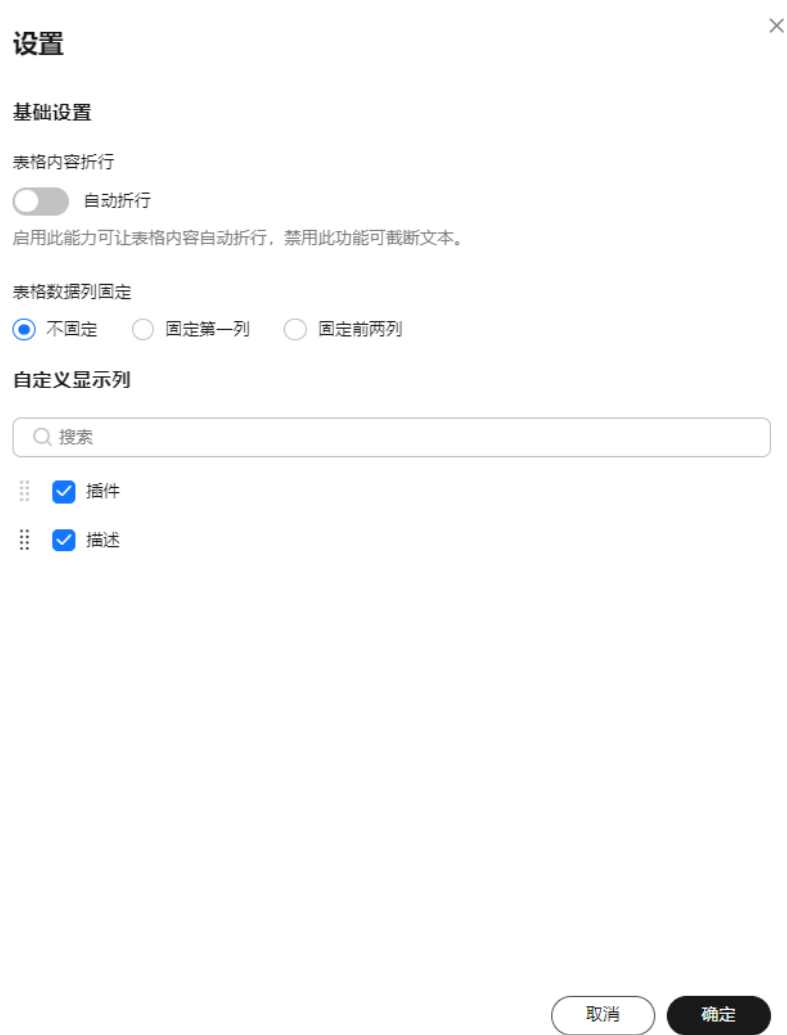 设置
基础设置
表格内容折行
自动折行
启用此能力可让表格内容自动折行，禁用此功能可截断文本。
表格数据列固定
不固定 固定第一列 固定前两列
自定义显示列
搜索
插件
描述
取消 确定